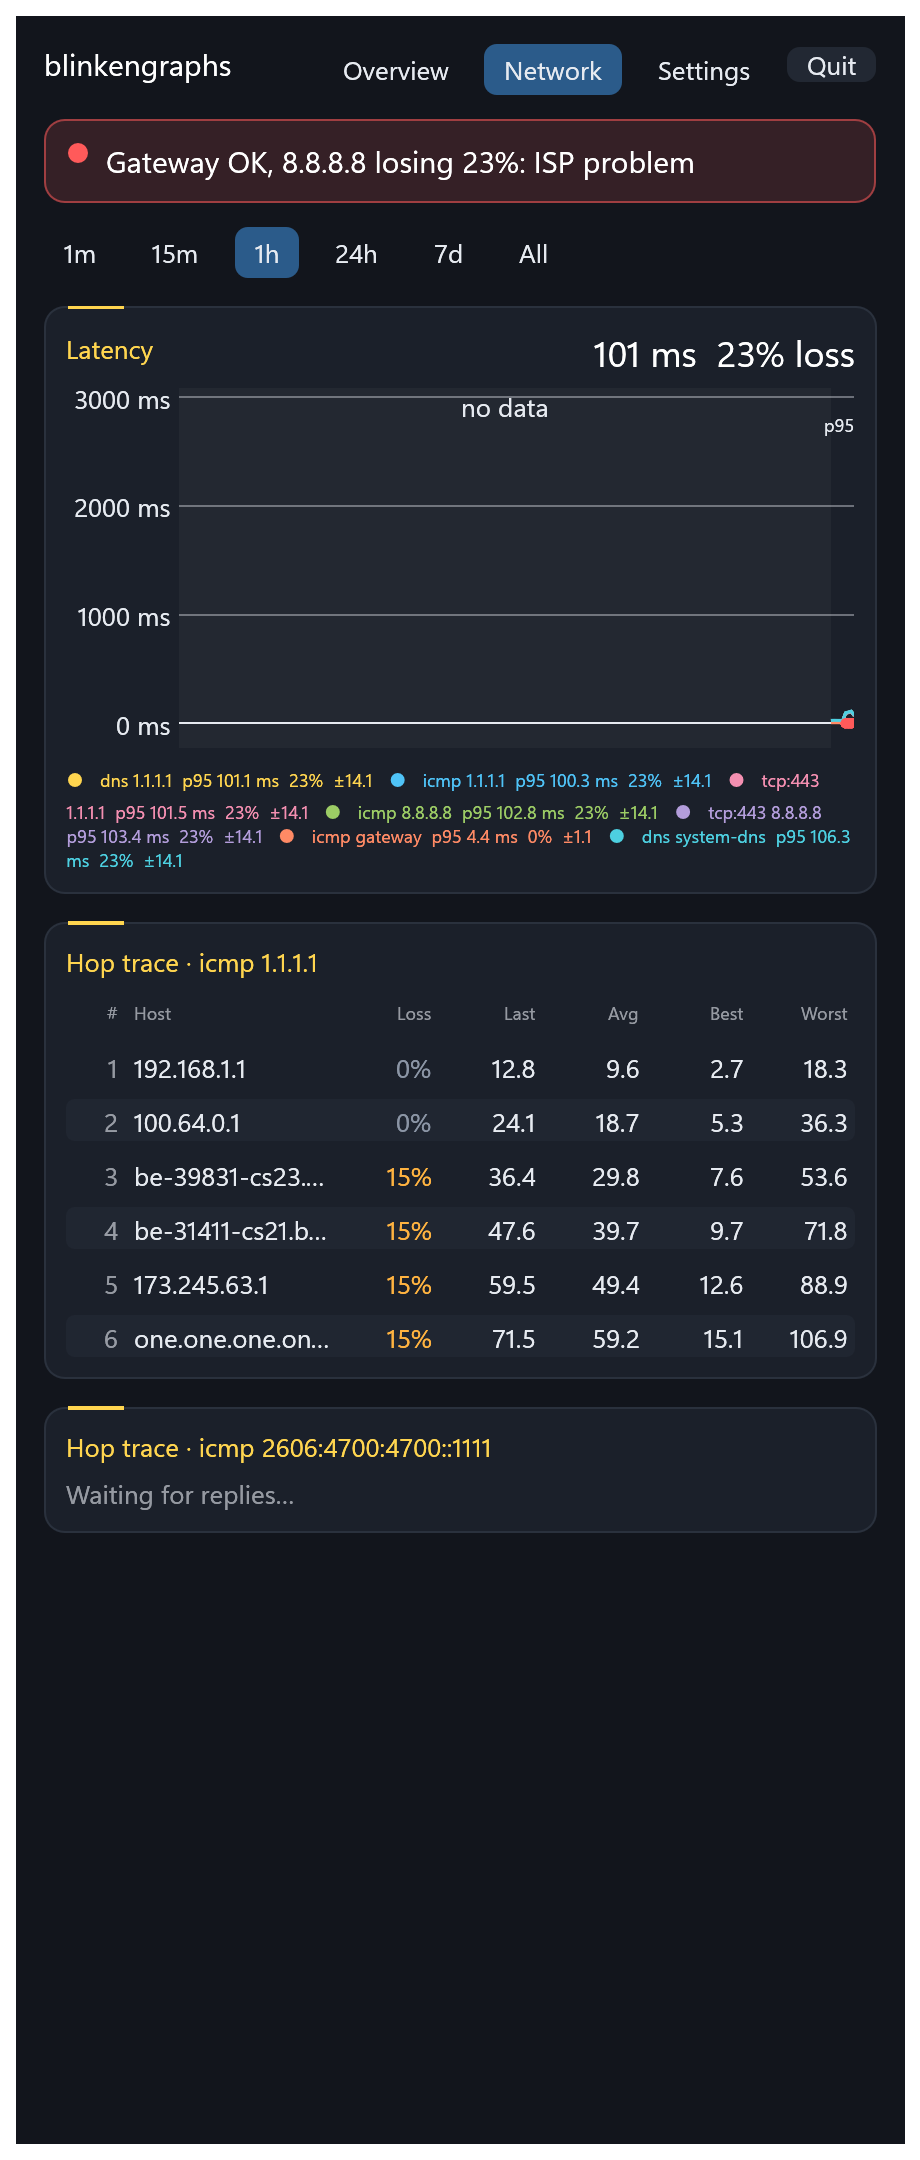 blinkengraphs Overview Network Settings Quit
Gateway OK, 8.8.8.8 losing 23%: ISP problem
1m 15m 1h 24h 7d All
Latency 101 ms 23% loss
3000 ms
no data
p95
2000 ms
1000 ms
0 ms
dns 1.1.1.1 p95 101.1 ms 23% ±14.1 icmp 1.1.1.1 p95 100.3 ms 23% ±14.1 tcp:443
1.1.1.1 p95 101.5 ms 23% ±14.1 icmp 8.8.8.8 p95 102.8 ms 23% ±14.1 tcp:443 8.8.8.8
p95 103.4 ms 23% ±14.1 icmp gateway p95 4.4 ms 0% ±1.1 dns system-dns p95 106.3
ms 23% ±14.1
Hop trace · icmp 1.1.1.1
# Host Loss Last Avg Best Worst
1 192.168.1.1 0% 12.8 9.6 2.7 18.3
2 100.64.0.1 0% 24.1 18.7 5.3 36.3
3 be-39831-cs23.… 15% 36.4 29.8 7.6 53.6
4 be-31411-cs21.b… 15% 47.6 39.7 9.7 71.8
5 173.245.63.1 15% 59.5 49.4 12.6 88.9
6 one.one.one.on… 15% 71.5 59.2 15.1 106.9
Hop trace · icmp 2606:4700:4700::1111
Waiting for replies…